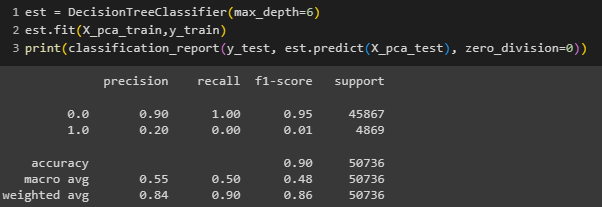 1 est = DecisionTreeClassifier(max_depth=6)
2 est.fit(X_pca_train,y_train)
3 print(classification_report(y_test, est.predict(X_pca_test), zero_division=0))
precision recall f1-score support
0.0 0.90 1.00 0.95 45867
1.0 0.20 0.00 0.01 4869
accuracy 0.90 50736
macro avg 0.55 0.50 0.48 50736
weighted avg 0.84 0.90 0.86 50736